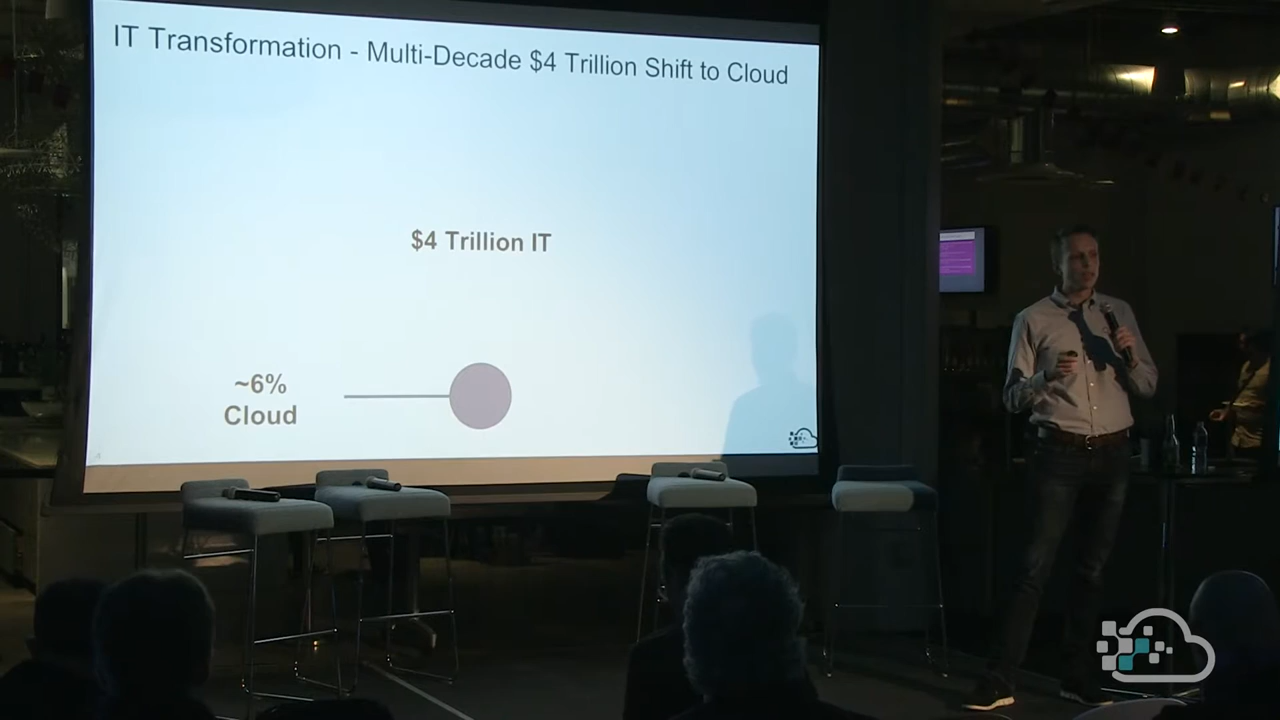 IT Transformation - Multi-Decade $4 Trillion Shift to Cloud
$4 Trillion IT
~6%
Cloud